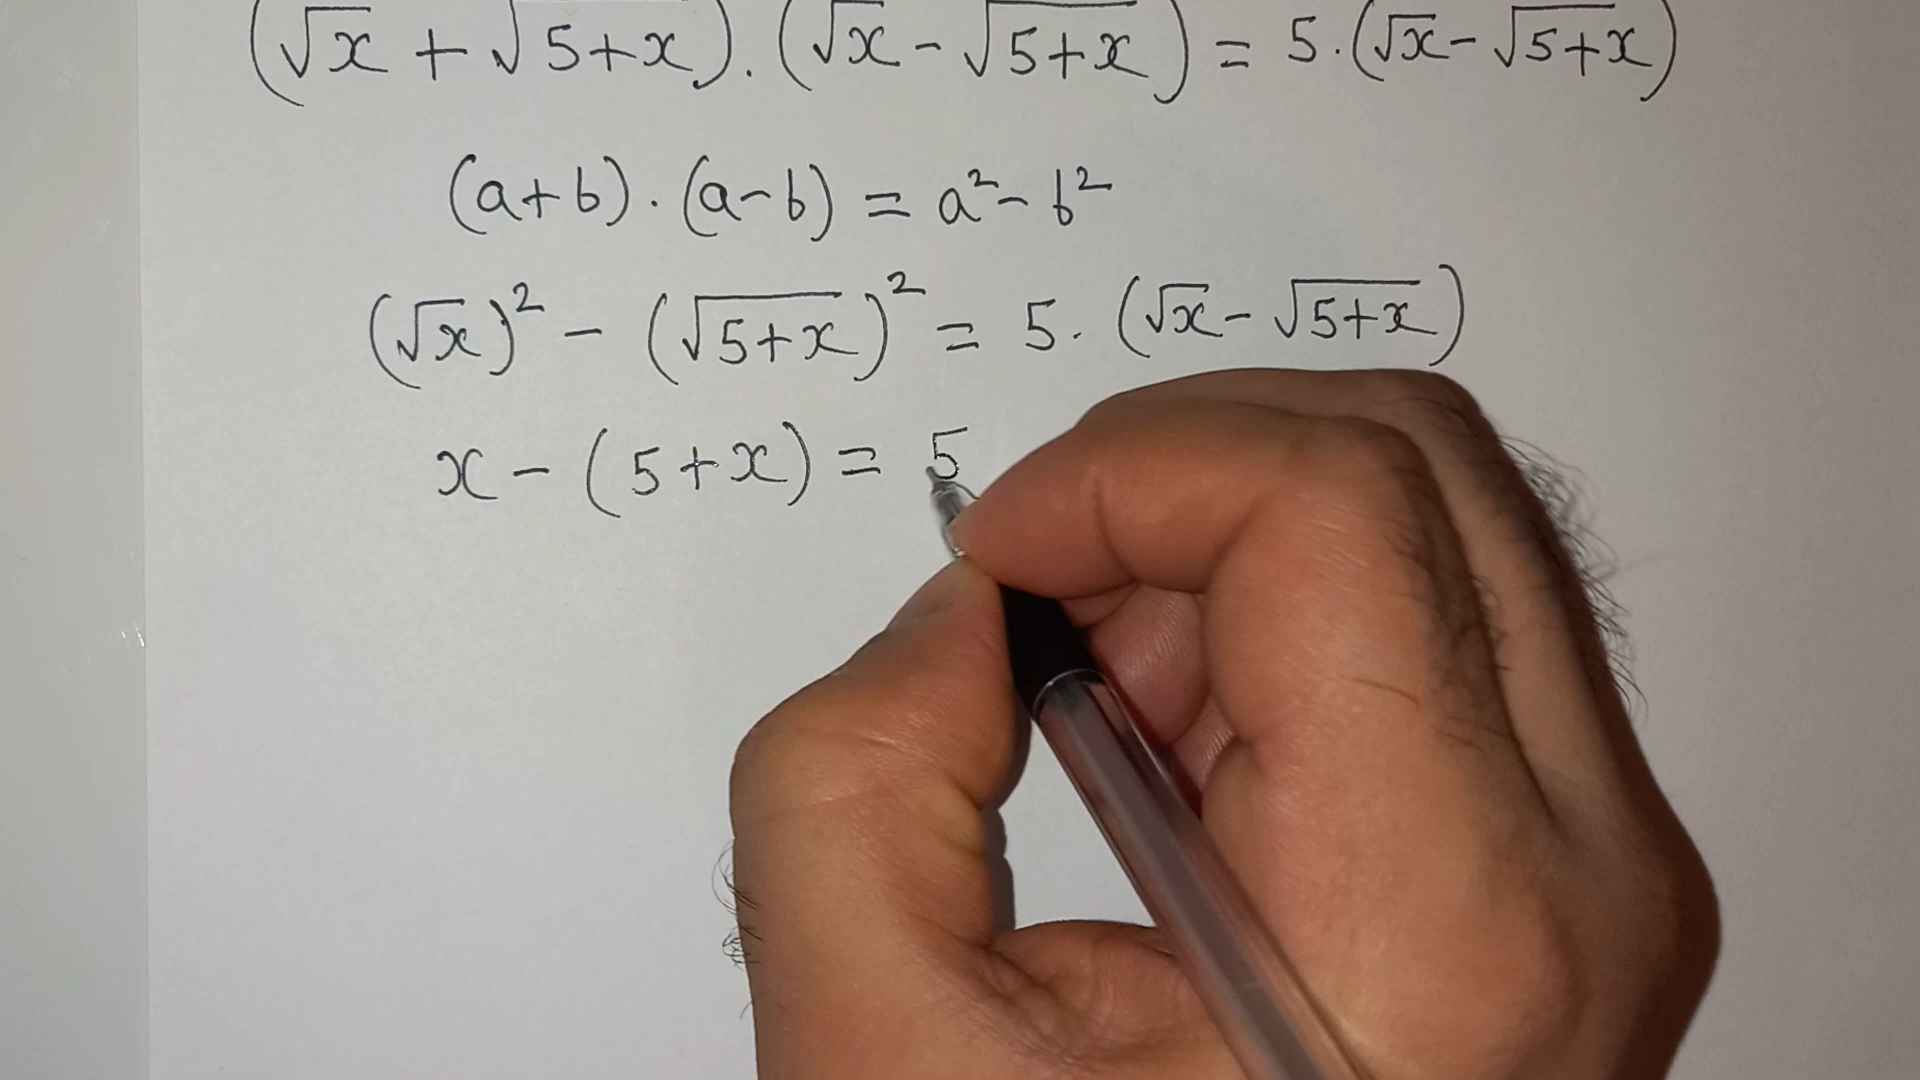 (√x + √5+x) . (√x - √5+x) = 5 . (√x - √5+x)
(a+b) . (a-b) = a² - b²
(√x)² - (√5+x)² = 5 . (√x - √5+x)
x - (5+x) = 5